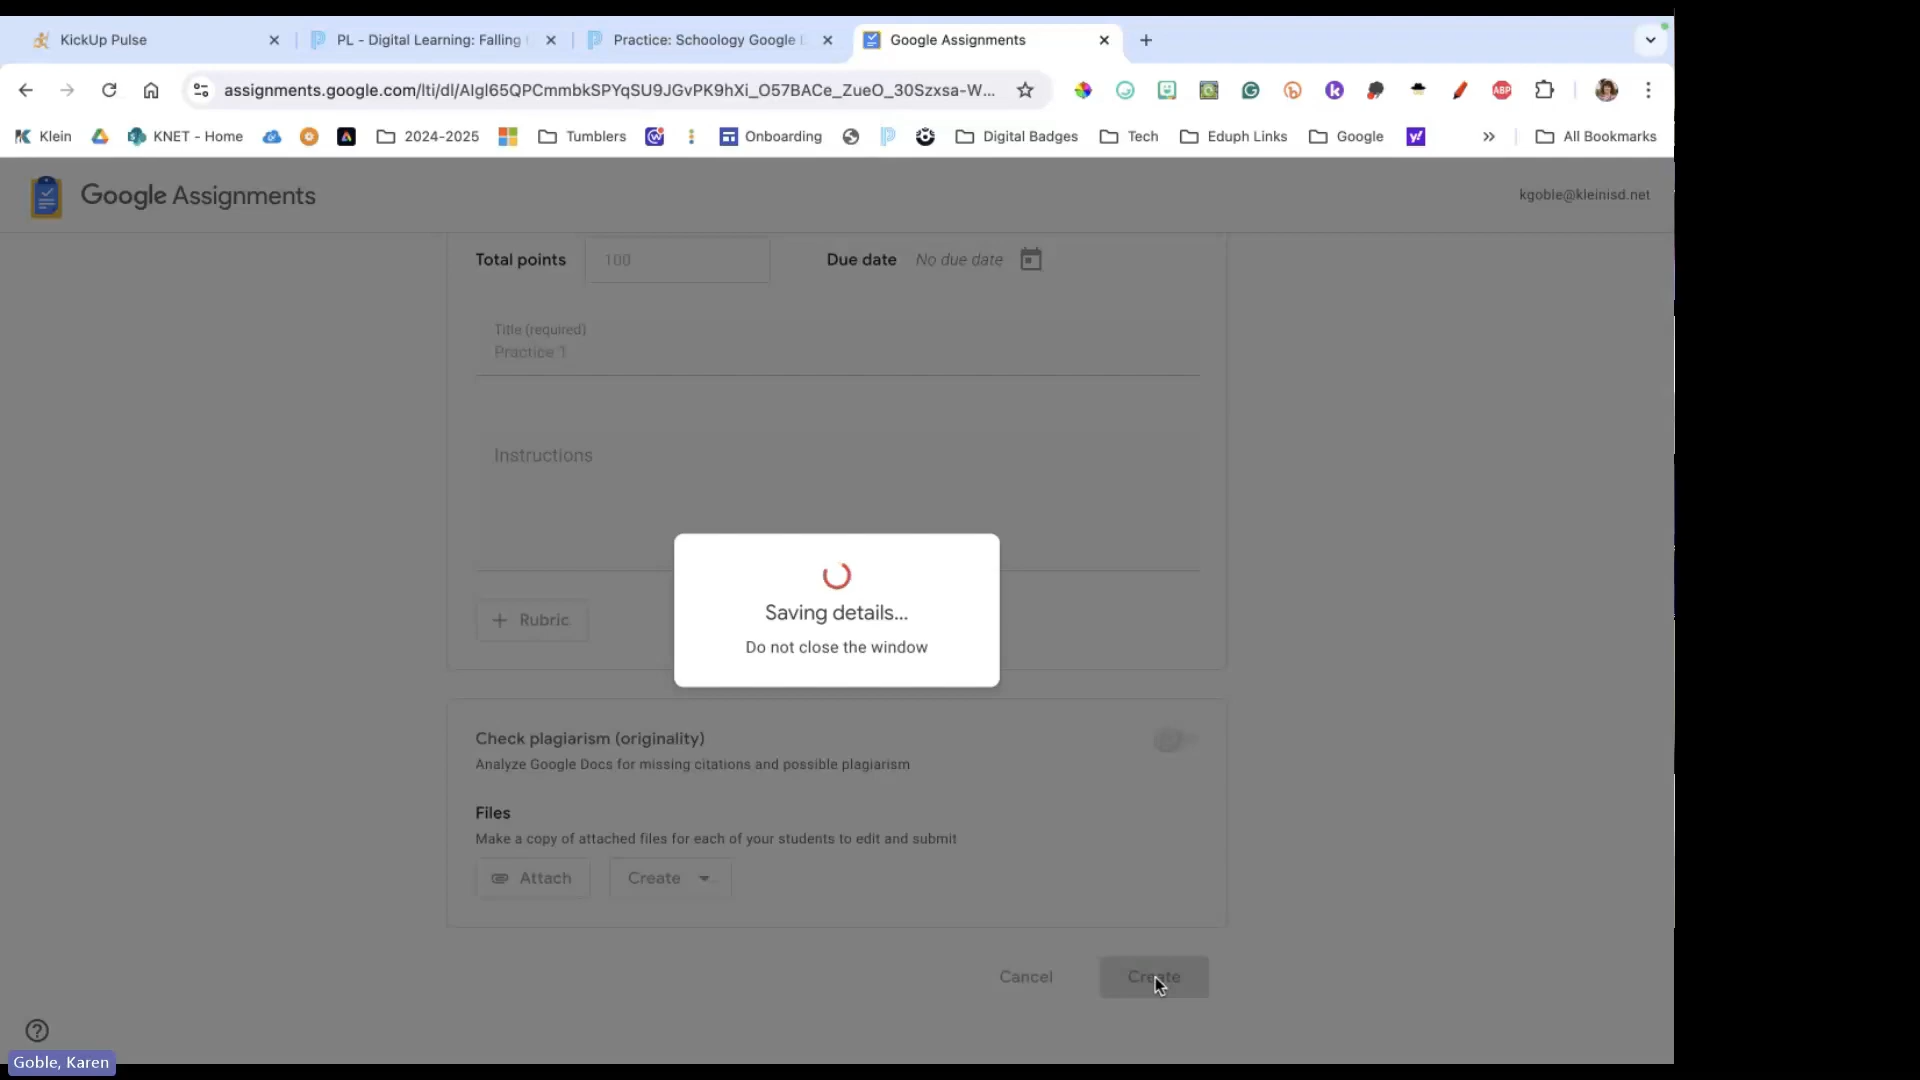 KickUp Pulse
PL - Digital Learning: Falling
Practice: Schoology Google
Google Assignments
assignments.google.com/lti/dl/AIgl65QPCmmbkSPYqSU9JGvPK9hXi_O57BACe_ZueO_30Szxsa-W...
ABP
Klein
KNET - Home
2024-2025
Tumblers
Onboarding
Digital Badges
Tech
Eduph Links
Google
y!
All Bookmarks
Google Assignments
kgoble@kleinisd.net
Total points
100
Due date
No due date
Title (required)
Practice 1
Instructions
Rubric
Saving details...
Do not close the window
Check plagiarism (originality)
Analyze Google Docs for missing citations and possible plagiarism
Files
Make a copy of attached files for each of your students to edit and submit
Attach
Create
Cancel
Create
Goble, Karen